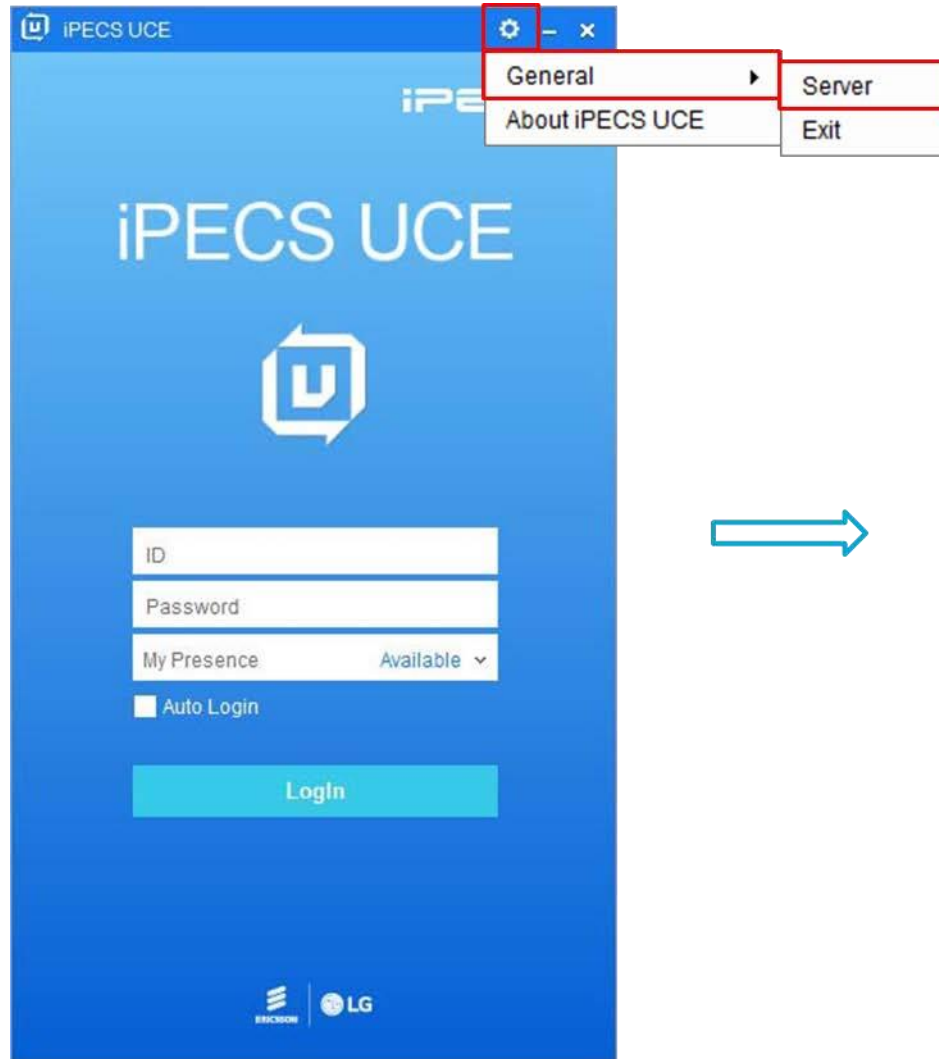 iPECS UCE
General
Server
About iPECS UCE
Exit
iPECS UCE
U
ID
Password
My Presence Available
Auto Login
LogIn
ERICSSON LG